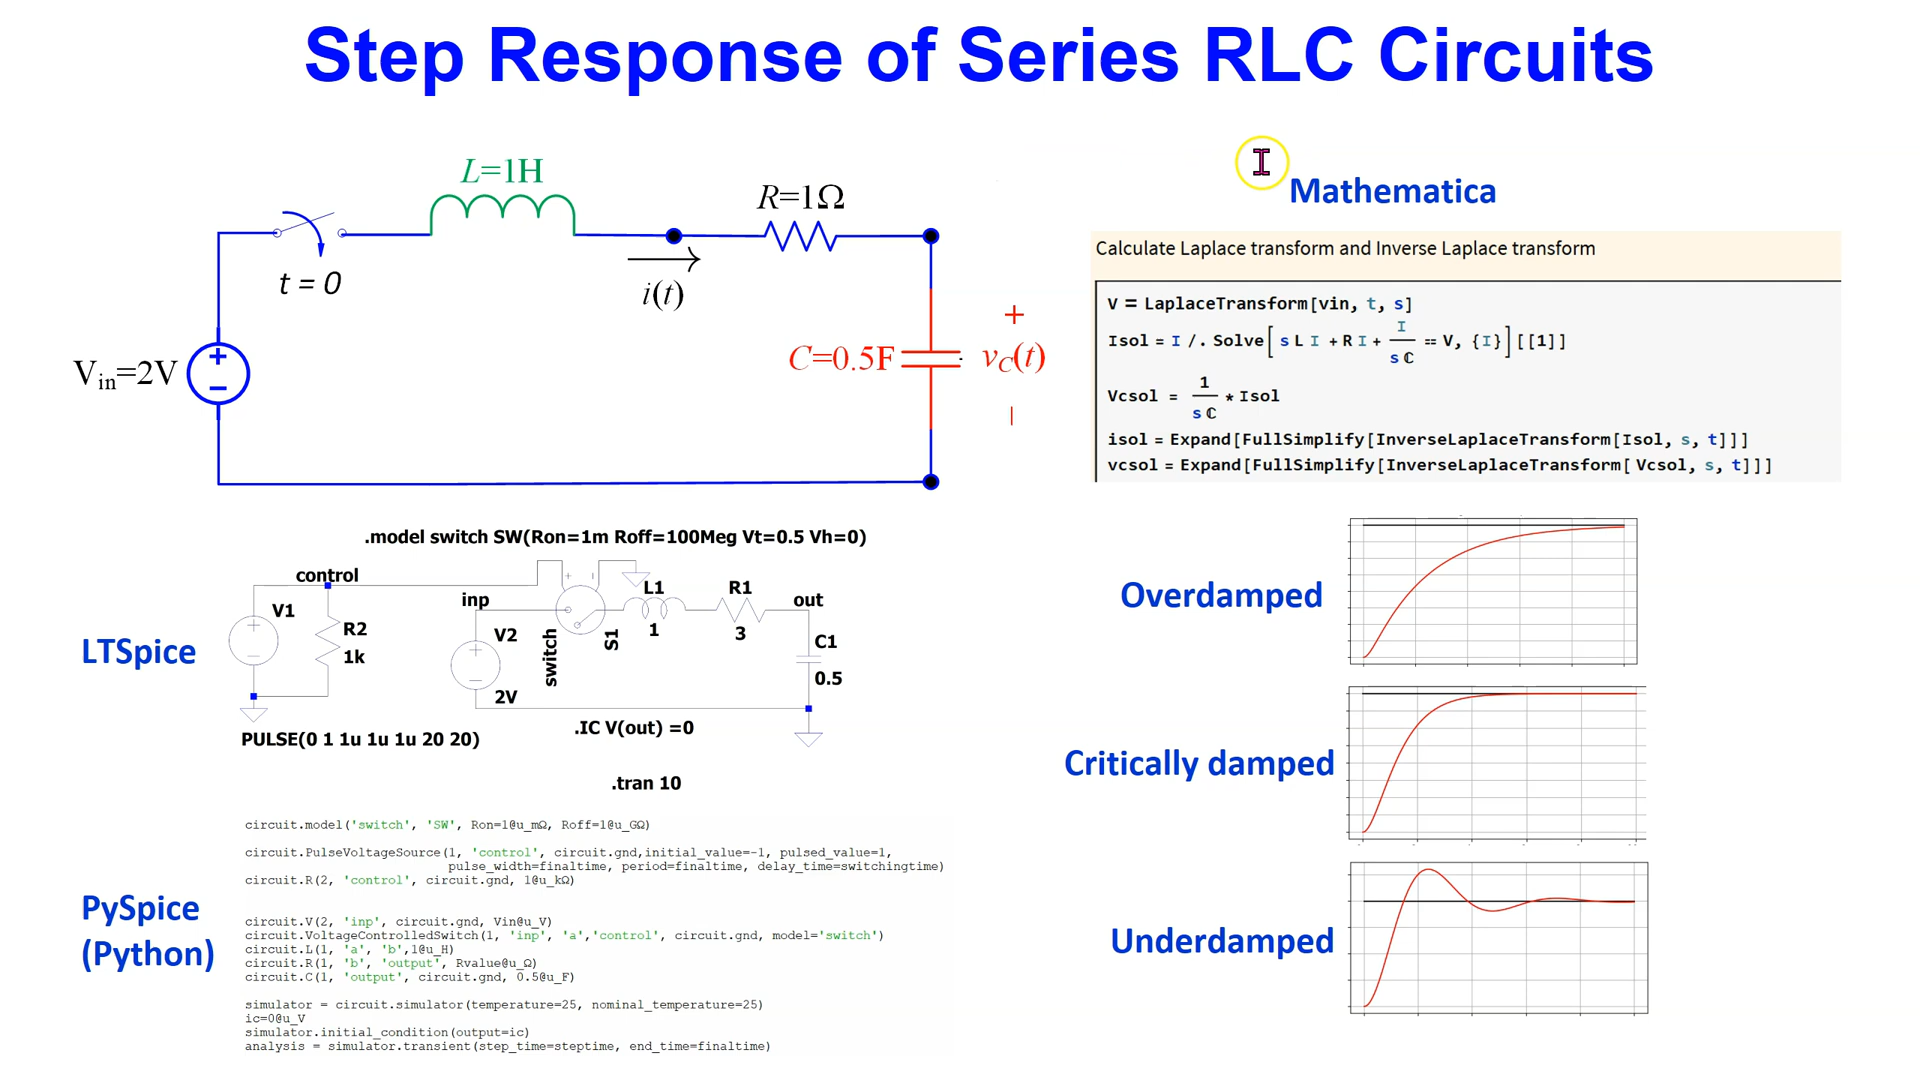 Step Response of Series RLC Circuits
L=1H
R=1Ω
t = 0
i(t)
Vin=2V
C=0.5F
+
vC(t)
Mathematica
Calculate Laplace transform and Inverse Laplace transform
V = LaplaceTransform[vin, t, s]
Isol = I /. Solve[s L I + R I + I/(s ℂ) == V, {I}][[1]]
Vcsol = 1/(s ℂ) * Isol
isol = Expand[FullSimplify[InverseLaplaceTransform[Isol, s, t]]]
vcsol = Expand[FullSimplify[InverseLaplaceTransform[ Vcsol, s, t]]]
LTSpice
.model switch SW(Ron=1m Roff=100Meg Vt=0.5 Vh=0)
control
V1
R2
1k
inp
V2
2V
switch
S1
L1
1
R1
3
out
C1
0.5
PULSE(0 1 1u 1u 1u 20 20)
.IC V(out) =0
.tran 10
PySpice
(Python)
circuit.model('switch', 'SW', Ron=1@u_mΩ, Roff=1@u_GΩ)
circuit.PulseVoltageSource(1, 'control', circuit.gnd,initial_value=-1, pulsed_value=1,
pulse_width=finaltime, period=finaltime, delay_time=switchingtime)
circuit.R(2, 'control', circuit.gnd, 1@u_kΩ)
circuit.V(2, 'inp', circuit.gnd, Vin@u_V)
circuit.VoltageControlledSwitch(1, 'inp', 'a','control', circuit.gnd, model='switch')
circuit.L(1, 'a', 'b',1@u_H)
circuit.R(1, 'b', 'output', Rvalue@u_Ω)
circuit.C(1, 'output', circuit.gnd, 0.5@u_F)
simulator = circuit.simulator(temperature=25, nominal_temperature=25)
ic=0@u_V
simulator.initial_condition(output=ic)
analysis = simulator.transient(step_time=steptime, end_time=finaltime)
Overdamped
Critically damped
Underdamped